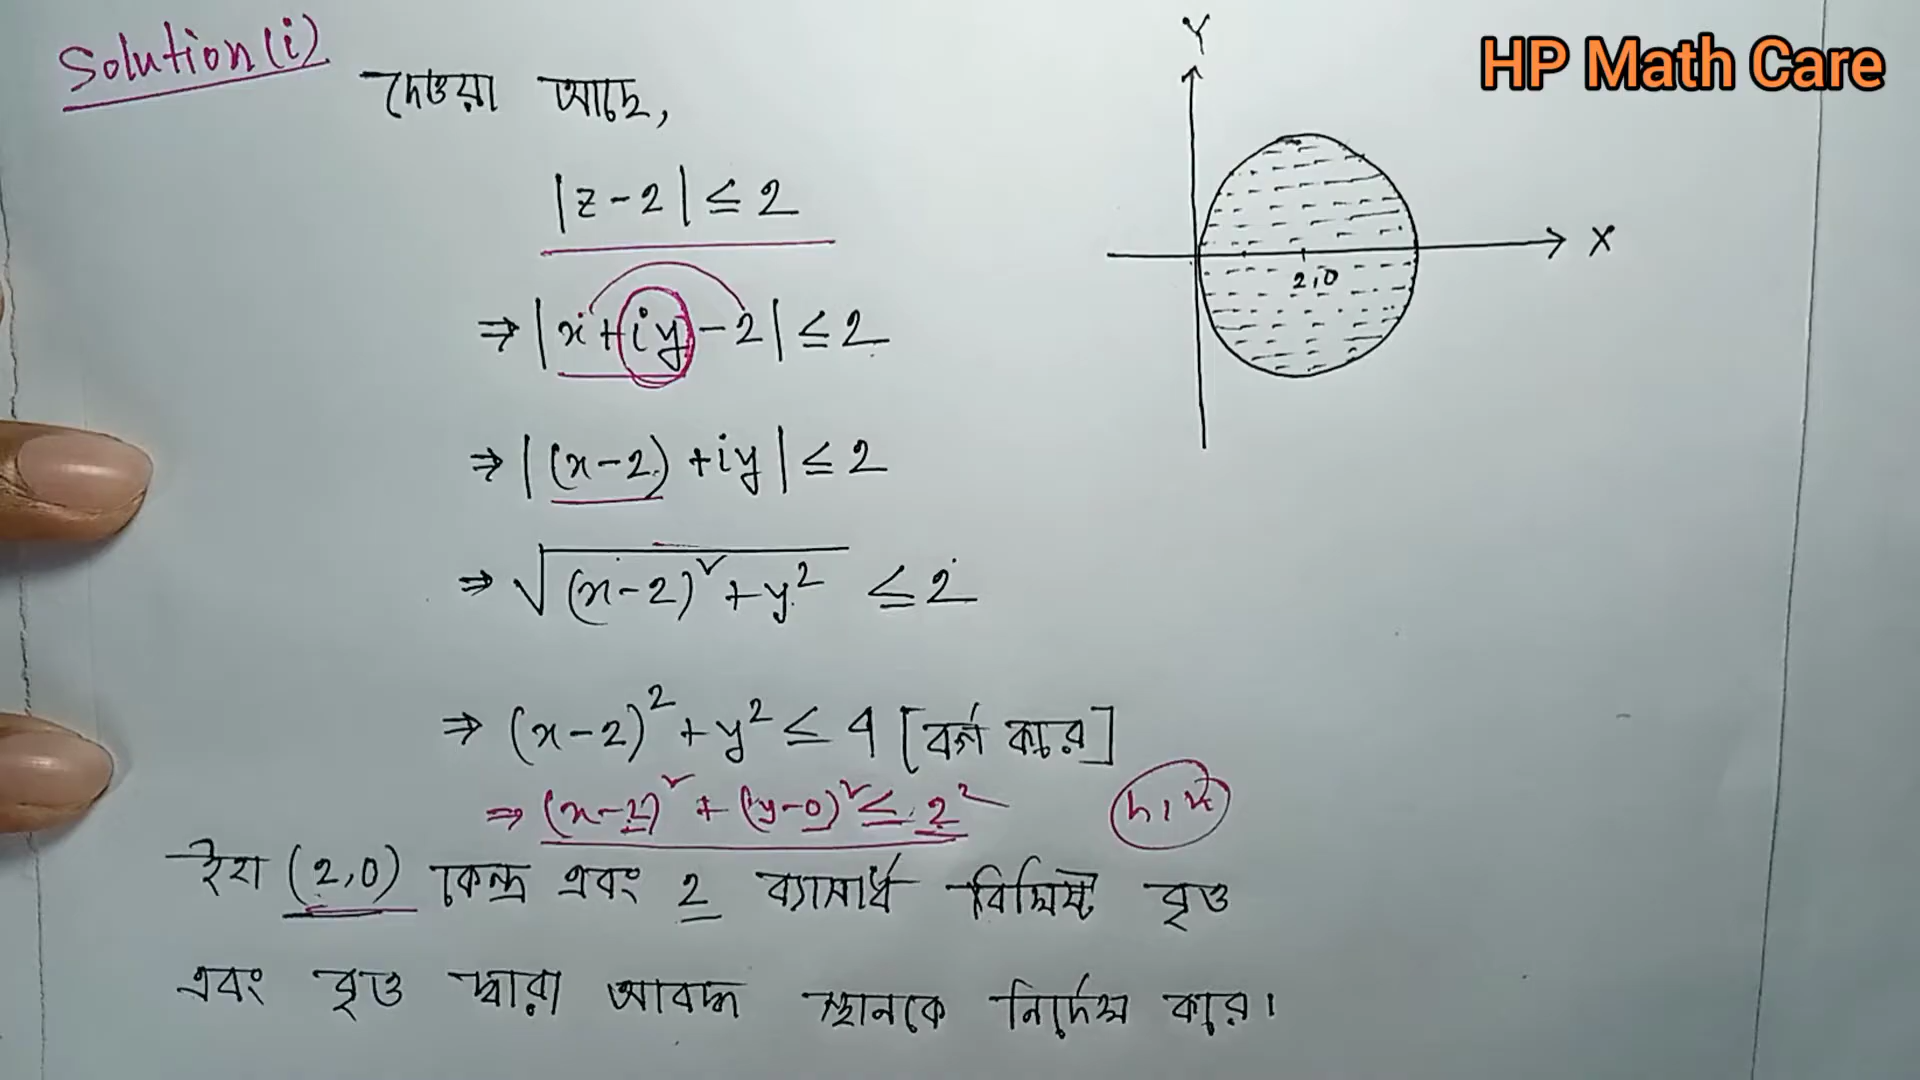 Solution(i)
দেওয়া আছে,
|z-2| ≤ 2
⇒ |x+iy-2| ≤ 2
⇒ |(x-2)+iy| ≤ 2
⇒ √((x-2)²+y²) ≤ 2
⇒ (x-2)²+y² ≤ 4 [বর্গ করে]
⇒ (x-2)²+(y-0)² ≤ 2²
h,k
ইহা (2,0) কেন্দ্র এবং 2 ব্যাসার্ধ বিশিষ্ট বৃত্ত
এবং বৃত্ত দ্বারা আবদ্ধ স্থানকে নির্দেশ করে।
Y
X
2,0
HP Math Care